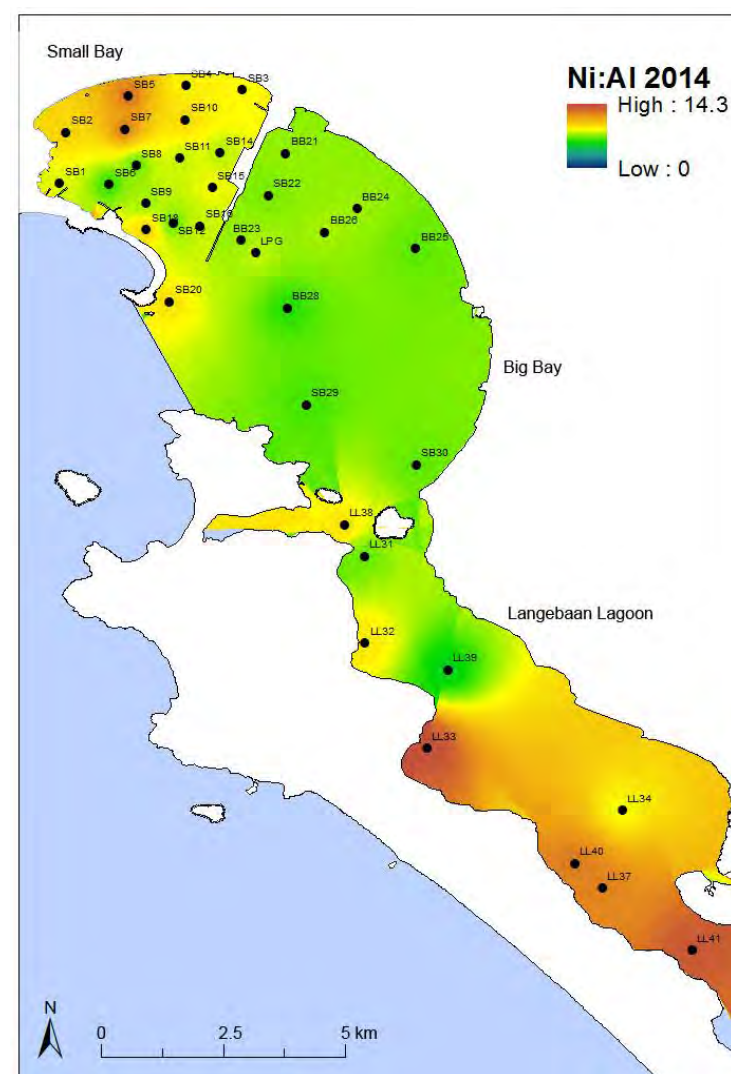 Small Bay
Ni:Al 2014
High : 14.3
Low : 0
SB5
SB4
SB3
SB2
SB7
SB10
SB11
SB14
BB21
SB8
SB1
SB6
SB15
BB22
SB9
BB24
SB18
SB12
SB16
BB26
BB23
LPG
BB25
SB20
BB28
Big Bay
SB29
SB30
LL38
LL31
Langebaan Lagoon
LL32
LL39
LL33
LL34
LL40
LL37
LL41
N
0 2.5 5 km